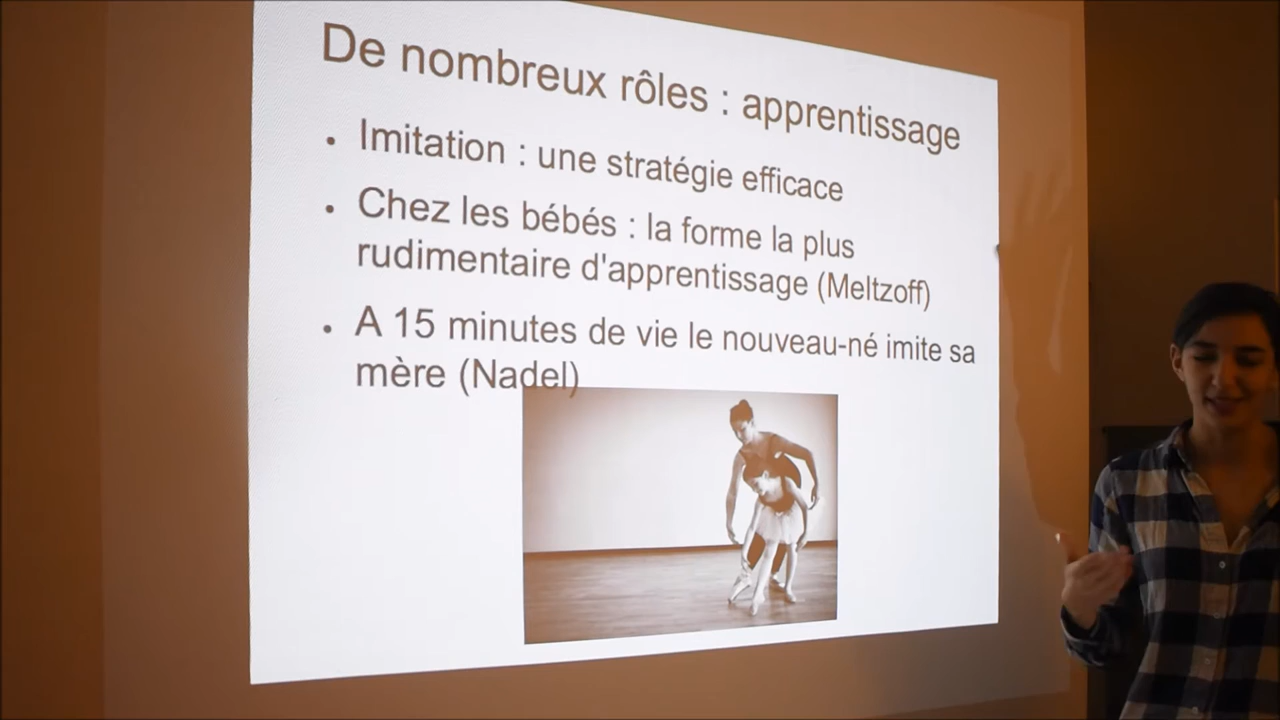 De nombreux rôles : apprentissage
• Imitation : une stratégie efficace
• Chez les bébés : la forme la plus
rudimentaire d'apprentissage (Meltzoff)
• A 15 minutes de vie le nouveau-né imite sa
mère (Nadel)